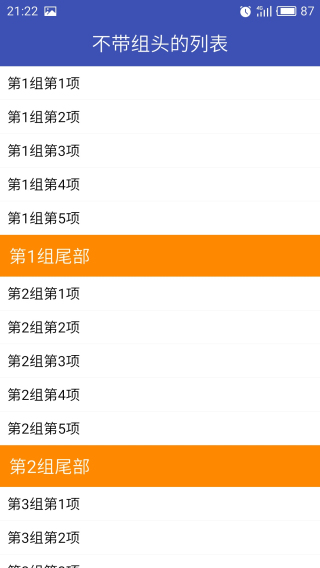 21:22 4G 87
不带组头的列表
第1组第1项
第1组第2项
第1组第3项
第1组第4项
第1组第5项
第1组尾部
第2组第1项
第2组第2项
第2组第3项
第2组第4项
第2组第5项
第2组尾部
第3组第1项
第3组第2项